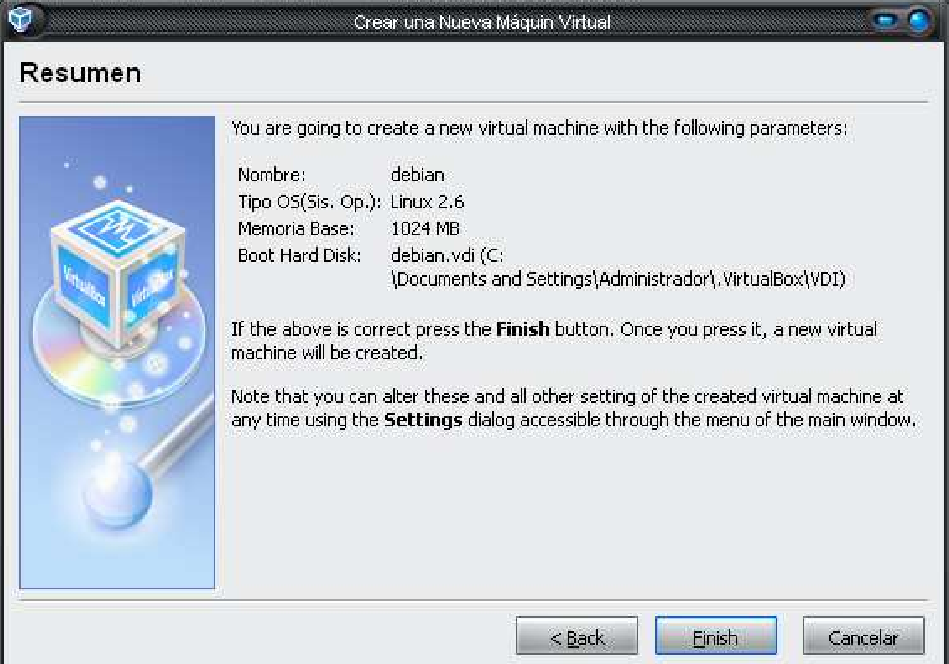 Crear una Nueva Máquin Virtual
Resumen
You are going to create a new virtual machine with the following parameters:
Nombre: debian
Tipo OS(Sis. Op.): Linux 2.6
Memoria Base: 1024 MB
Boot Hard Disk: debian.vdi (C:
\Documents and Settings\Administrador\.VirtualBox\VDI)
If the above is correct press the Finish button. Once you press it, a new virtual
machine will be created.
Note that you can alter these and all other setting of the created virtual machine at
any time using the Settings dialog accessible through the menu of the main window.
VirtualBox VirtualBox
< Back Finish Cancelar